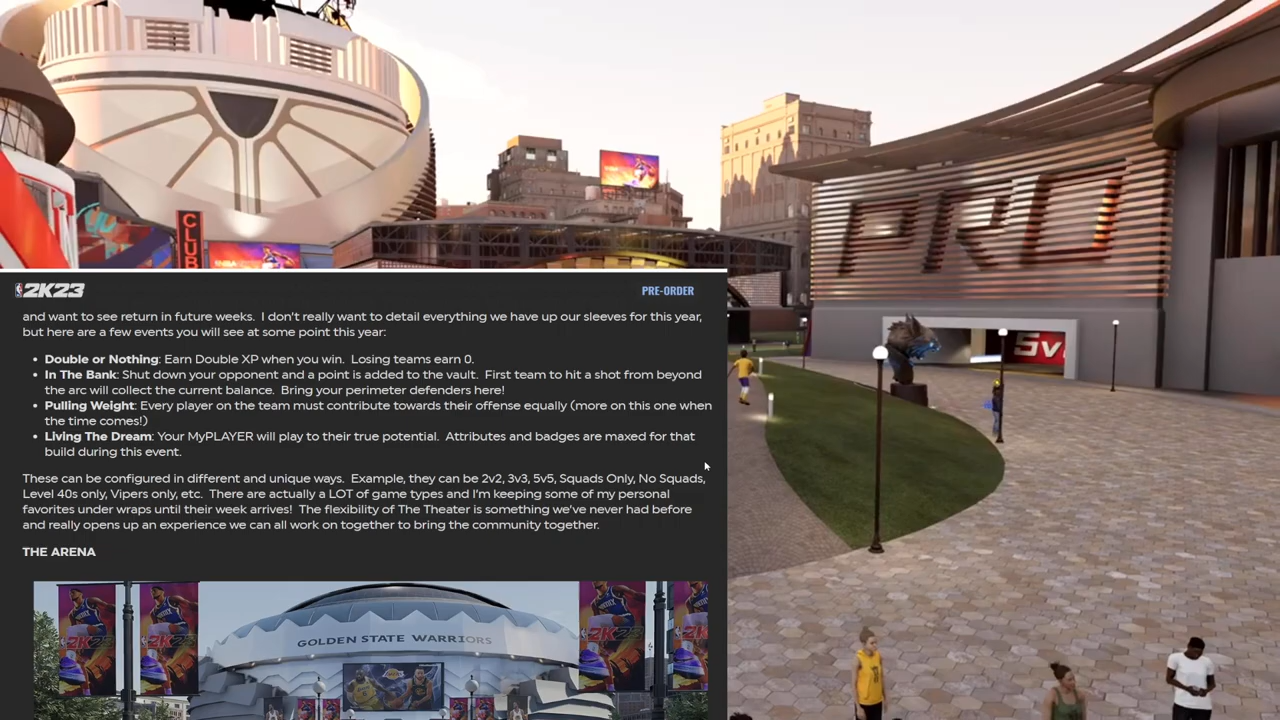 CLUB
PRO
5v
2K23
PRE-ORDER
and want to see return in future weeks.  I don't really want to detail everything we have up our sleeves for this year,
but here are a few events you will see at some point this year:
• Double or Nothing: Earn Double XP when you win.  Losing teams earn 0.
• In The Bank: Shut down your opponent and a point is added to the vault.  First team to hit a shot from beyond
the arc will collect the current balance.  Bring your perimeter defenders here!
• Pulling Weight: Every player on the team must contribute towards their offense equally (more on this one when
the time comes!)
• Living The Dream: Your MyPLAYER will play to their true potential.  Attributes and badges are maxed for that
build during this event.
These can be configured in different and unique ways.  Example, they can be 2v2, 3v3, 5v5, Squads Only, No Squads,
Level 40s only, Vipers only, etc.  There are actually a LOT of game types and I'm keeping some of my personal
favorites under wraps until their week arrives!  The flexibility of The Theater is something we've never had before
and really opens up an experience we can all work on together to bring the community together.
THE ARENA
GOLDEN STATE WARRIORS
2K23
2K23